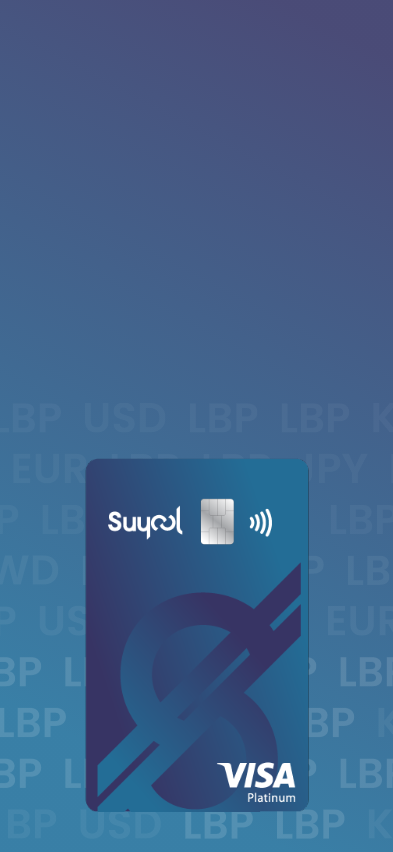 LBP USD LBP LBP K
EUR LBP LBP JPY
P LB LBP
Suyool
WD P LB
P US EUR
BP L P LBP
LBP BP K
BP L P LB
VISA
Platinum
BP USD LBP LBP